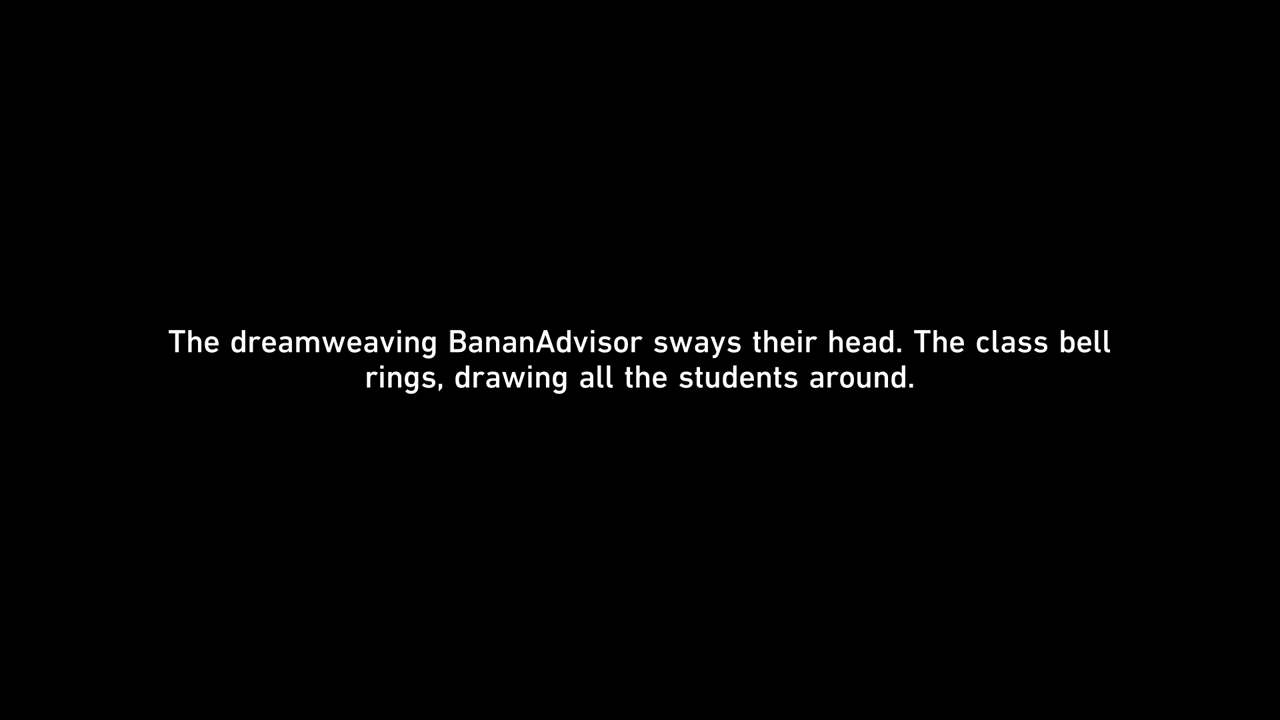 The dreamweaving BananAdvisor sways their head. The class bell
rings, drawing all the students around.